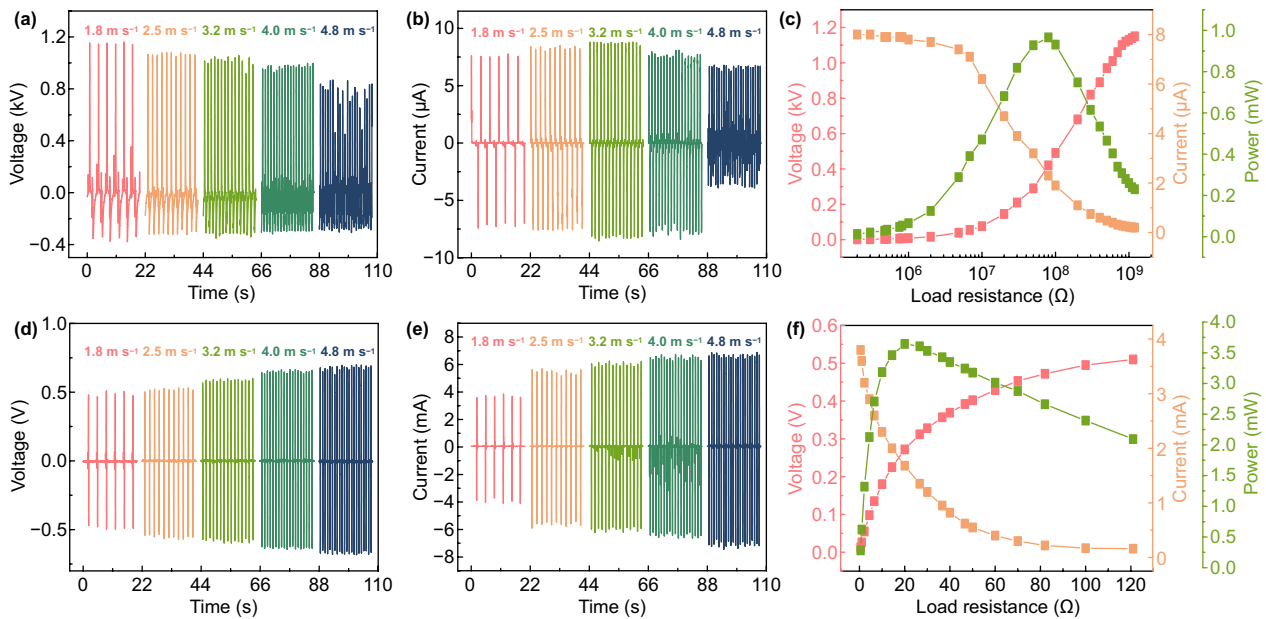 (a)
1.8 m s⁻¹ 2.5 m s⁻¹ 3.2 m s⁻¹ 4.0 m s⁻¹ 4.8 m s⁻¹
1.2
0.8
0.4
0.0
−0.4
Voltage (kV)
0 22 44 66 88 110
Time (s)
(b)
1.8 m s⁻¹ 2.5 m s⁻¹ 3.2 m s⁻¹ 4.0 m s⁻¹ 4.8 m s⁻¹
10
5
0
−5
−10
Current (μA)
0 22 44 66 88 110
Time (s)
(c)
1.2
1.0
0.8
0.6
0.4
0.2
0.0
Voltage (kV)
8
6
4
2
0
Current (μA)
1.0
0.8
0.6
0.4
0.2
0.0
Power (mW)
10⁶ 10⁷ 10⁸ 10⁹
Load resistance (Ω)
(d)
1.8 m s⁻¹ 2.5 m s⁻¹ 3.2 m s⁻¹ 4.0 m s⁻¹ 4.8 m s⁻¹
1.0
0.5
0.0
−0.5
Voltage (V)
0 22 44 66 88 110
Time (s)
(e)
1.8 m s⁻¹ 2.5 m s⁻¹ 3.2 m s⁻¹ 4.0 m s⁻¹ 4.8 m s⁻¹
8
6
4
2
0
−2
−4
−6
−8
Current (mA)
0 22 44 66 88 110
Time (s)
(f)
0.6
0.5
0.4
0.3
0.2
0.1
0.0
Voltage (V)
4
3
2
1
0
Current (mA)
4.0
3.5
3.0
2.5
2.0
1.5
1.0
0.5
0.0
Power (mW)
0 20 40 60 80 100 120
Load resistance (Ω)